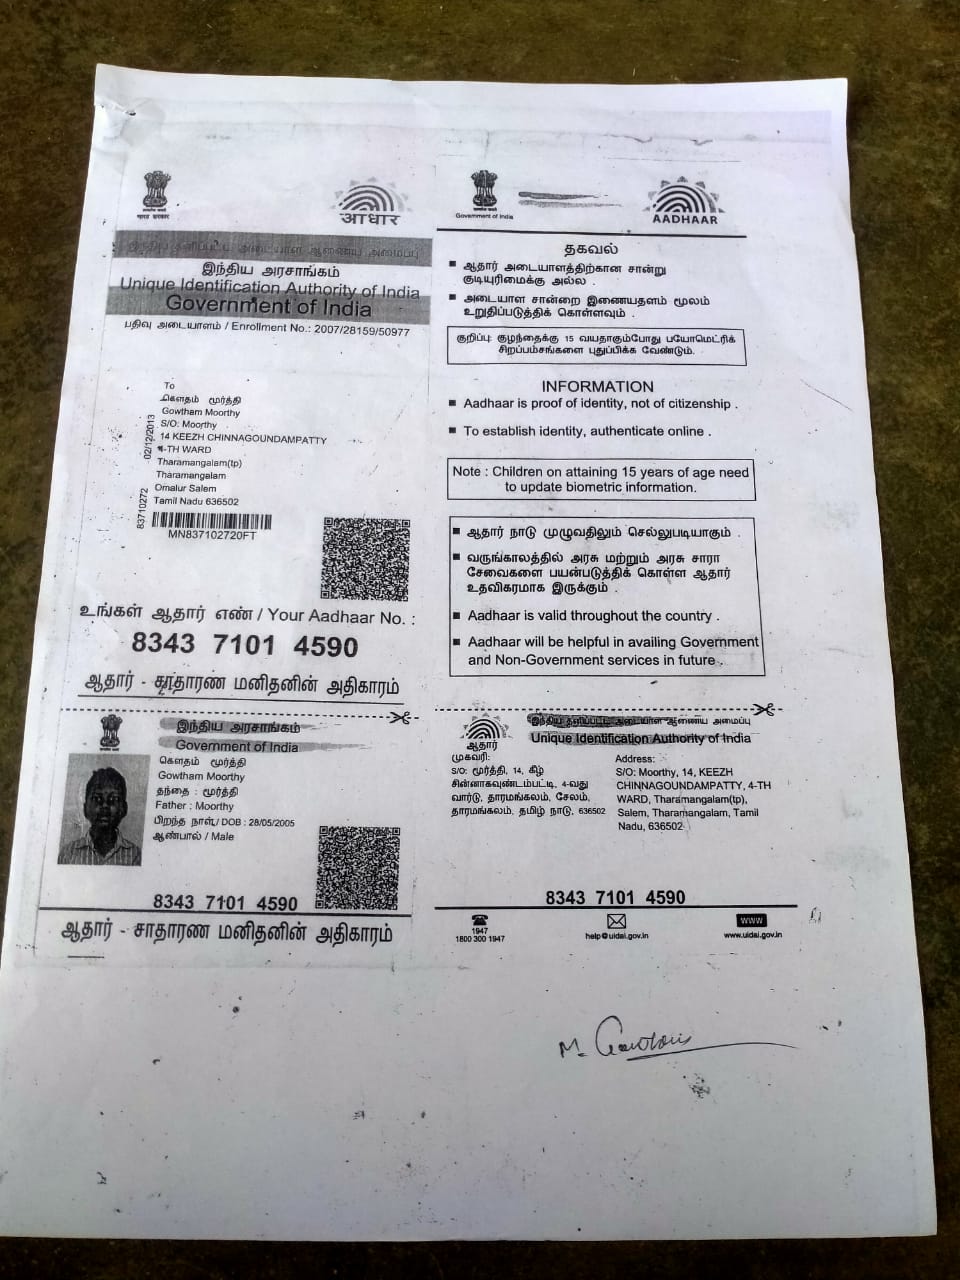 भारत सरकार
आधार
இந்திய தனிப்பட்ட அடையாள ஆணைய அமைப்பு
இந்திய அரசாங்கம்
Unique Identification Authority of India
Government of India
பதிவு அடையாளம் / Enrollment No.: 2007/28159/50977
To
கௌதம் மூர்த்தி
Gowtham Moorthy
S/O: Moorthy
14 KEEZH CHINNAGOUNDAMPATTY
4-TH WARD
Tharamangalam(tp)
Tharamangalam
Omalur Salem
Tamil Nadu 636502
02/12/2013
83710272
MN837102720FT
உங்கள் ஆதார் எண் / Your Aadhaar No. :
8343 7101 4590
ஆதார் - சாதாரண மனிதனின் அதிகாரம்
இந்திய அரசாங்கம்
Government of India
கௌதம் மூர்த்தி
Gowtham Moorthy
தந்தை : மூர்த்தி
Father : Moorthy
பிறந்த நாள்/ DOB : 28/05/2005
ஆண்பால் / Male
8343 7101 4590
ஆதார் - சாதாரண மனிதனின் அதிகாரம்
Government of India
AADHAAR
தகவல்
▪ ஆதார் அடையாளத்திற்கான சான்று
குடியுரிமைக்கு அல்ல .
▪ அடையாள சான்றை இணையதளம் மூலம்
உறுதிப்படுத்திக் கொள்ளவும் .
குறிப்பு: குழந்தைக்கு 15 வயதாகும்போது பயோமெட்ரிக்
சிறப்பம்சங்களை புதுப்பிக்க வேண்டும்.
INFORMATION
▪ Aadhaar is proof of identity, not of citizenship .
▪ To establish identity, authenticate online .
Note : Children on attaining 15 years of age need
to update biometric information.
▪ ஆதார் நாடு முழுவதிலும் செல்லுபடியாகும் .
▪ வருங்காலத்தில் அரசு மற்றும் அரசு சாரா
சேவைகளை பயன்படுத்திக் கொள்ள ஆதார்
உதவிகரமாக இருக்கும் .
▪ Aadhaar is valid throughout the country .
▪ Aadhaar will be helpful in availing Government
and Non-Government services in future .
இந்திய தனிப்பட்ட அடையாள ஆணைய அமைப்பு
Unique Identification Authority of India
ஆதார்
முகவரி:
S/O: மூர்த்தி, 14, கீழ்
சின்னாகவுண்டம்பட்டி, 4-வது
வார்டு, தாரமங்கலம், சேலம்,
தாரமங்கலம், தமிழ் நாடு, 636502
Address:
S/O: Moorthy, 14, KEEZH
CHINNAGOUNDAMPATTY, 4-TH
WARD, Tharamangalam(tp),
Salem, Tharamangalam, Tamil
Nadu, 636502
8343 7101 4590
1947
1800 300 1947
help@uidai.gov.in
www
www.uidai.gov.in
M.